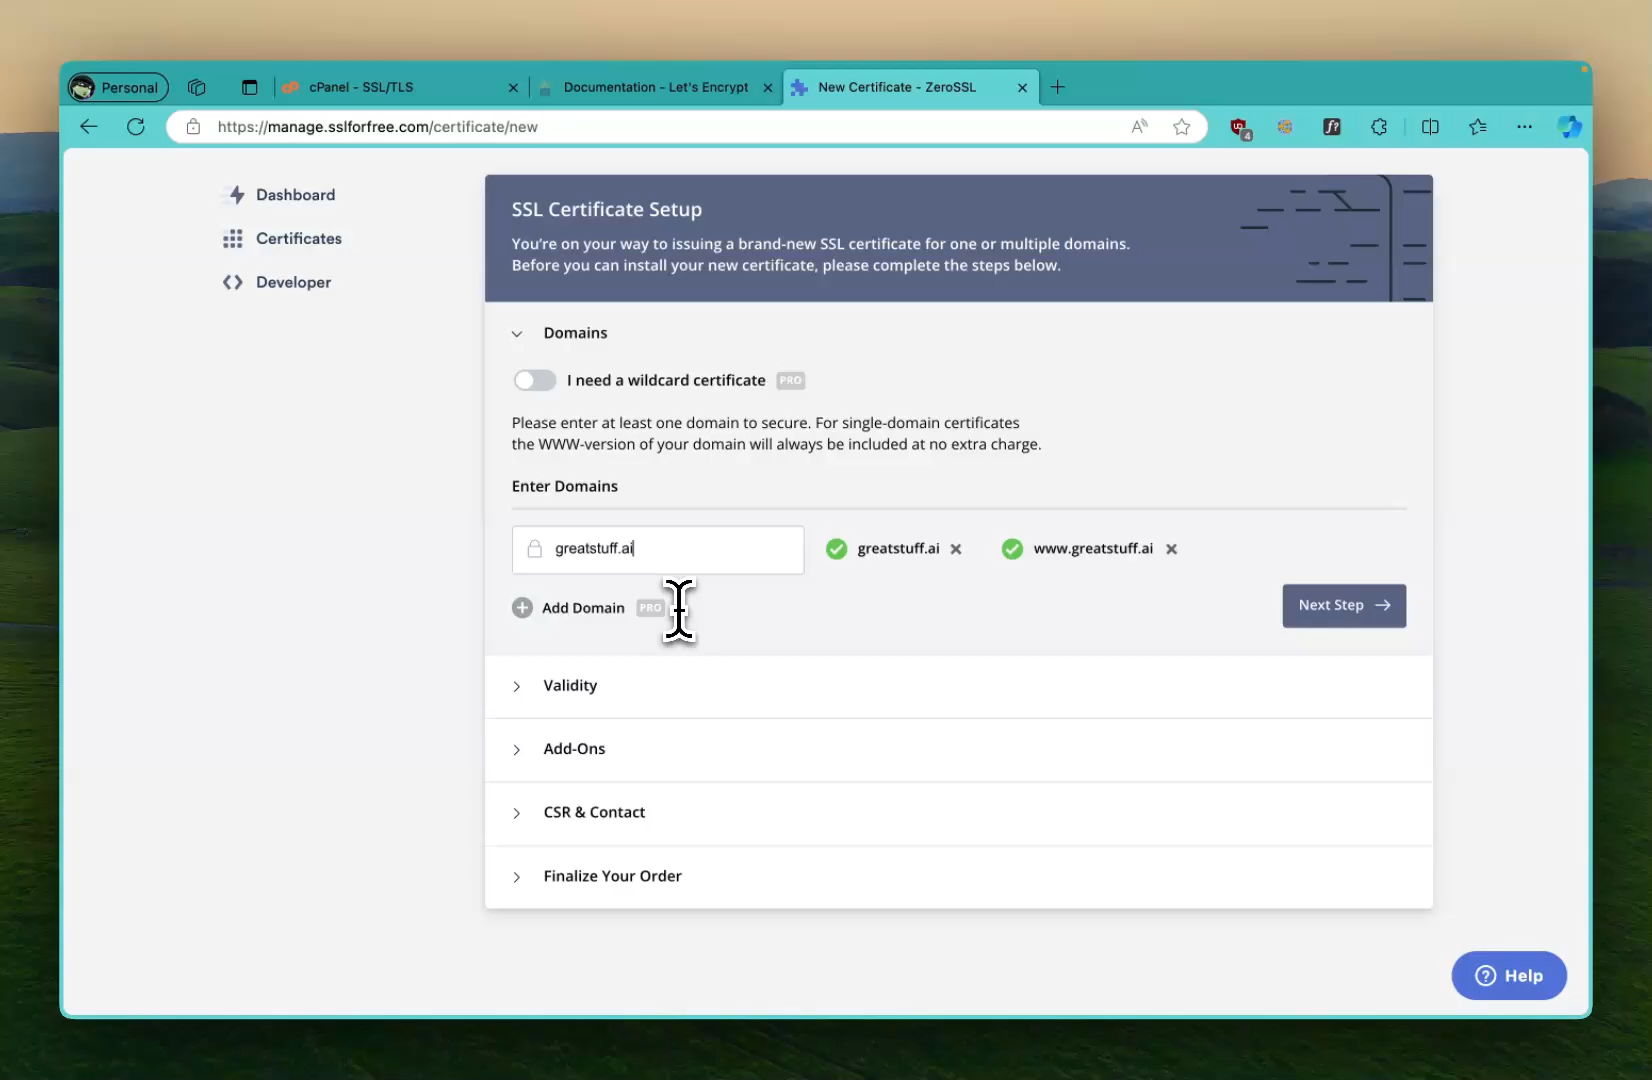 Personal
cPanel - SSL/TLS
Documentation - Let's Encrypt
New Certificate - ZeroSSL
https://manage.sslforfree.com/certificate/new
4
Dashboard
Certificates
Developer
SSL Certificate Setup
You're on your way to issuing a brand-new SSL certificate for one or multiple domains.
Before you can install your new certificate, please complete the steps below.
Domains
I need a wildcard certificate PRO
Please enter at least one domain to secure. For single-domain certificates
the WWW-version of your domain will always be included at no extra charge.
Enter Domains
greatstuff.ai
greatstuff.ai
www.greatstuff.ai
Add Domain PRO
Next Step
Validity
Add-Ons
CSR & Contact
Finalize Your Order
Help